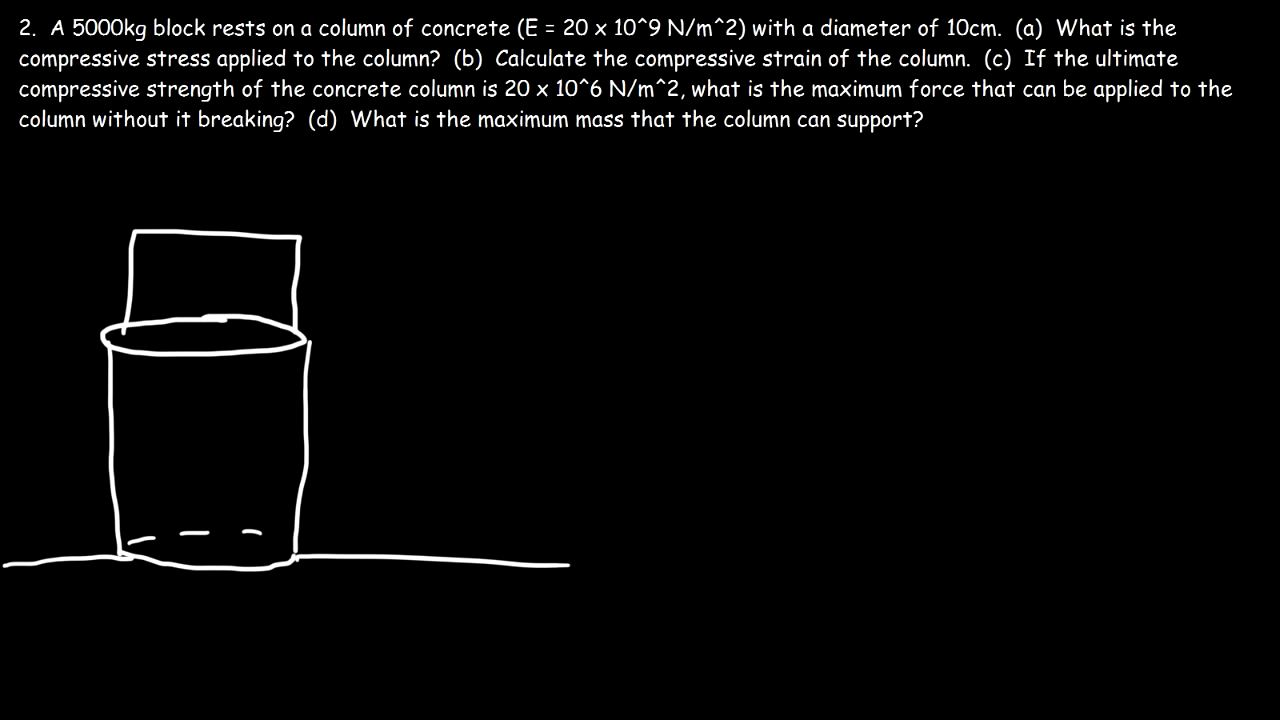 2.  A 5000kg block rests on a column of concrete (E = 20 x 10^9 N/m^2) with a diameter of 10cm.  (a)  What is the
compressive stress applied to the column?  (b)  Calculate the compressive strain of the column.  (c)  If the ultimate
compressive strength of the concrete column is 20 x 10^6 N/m^2, what is the maximum force that can be applied to the
column without it breaking?  (d)  What is the maximum mass that the column can support?